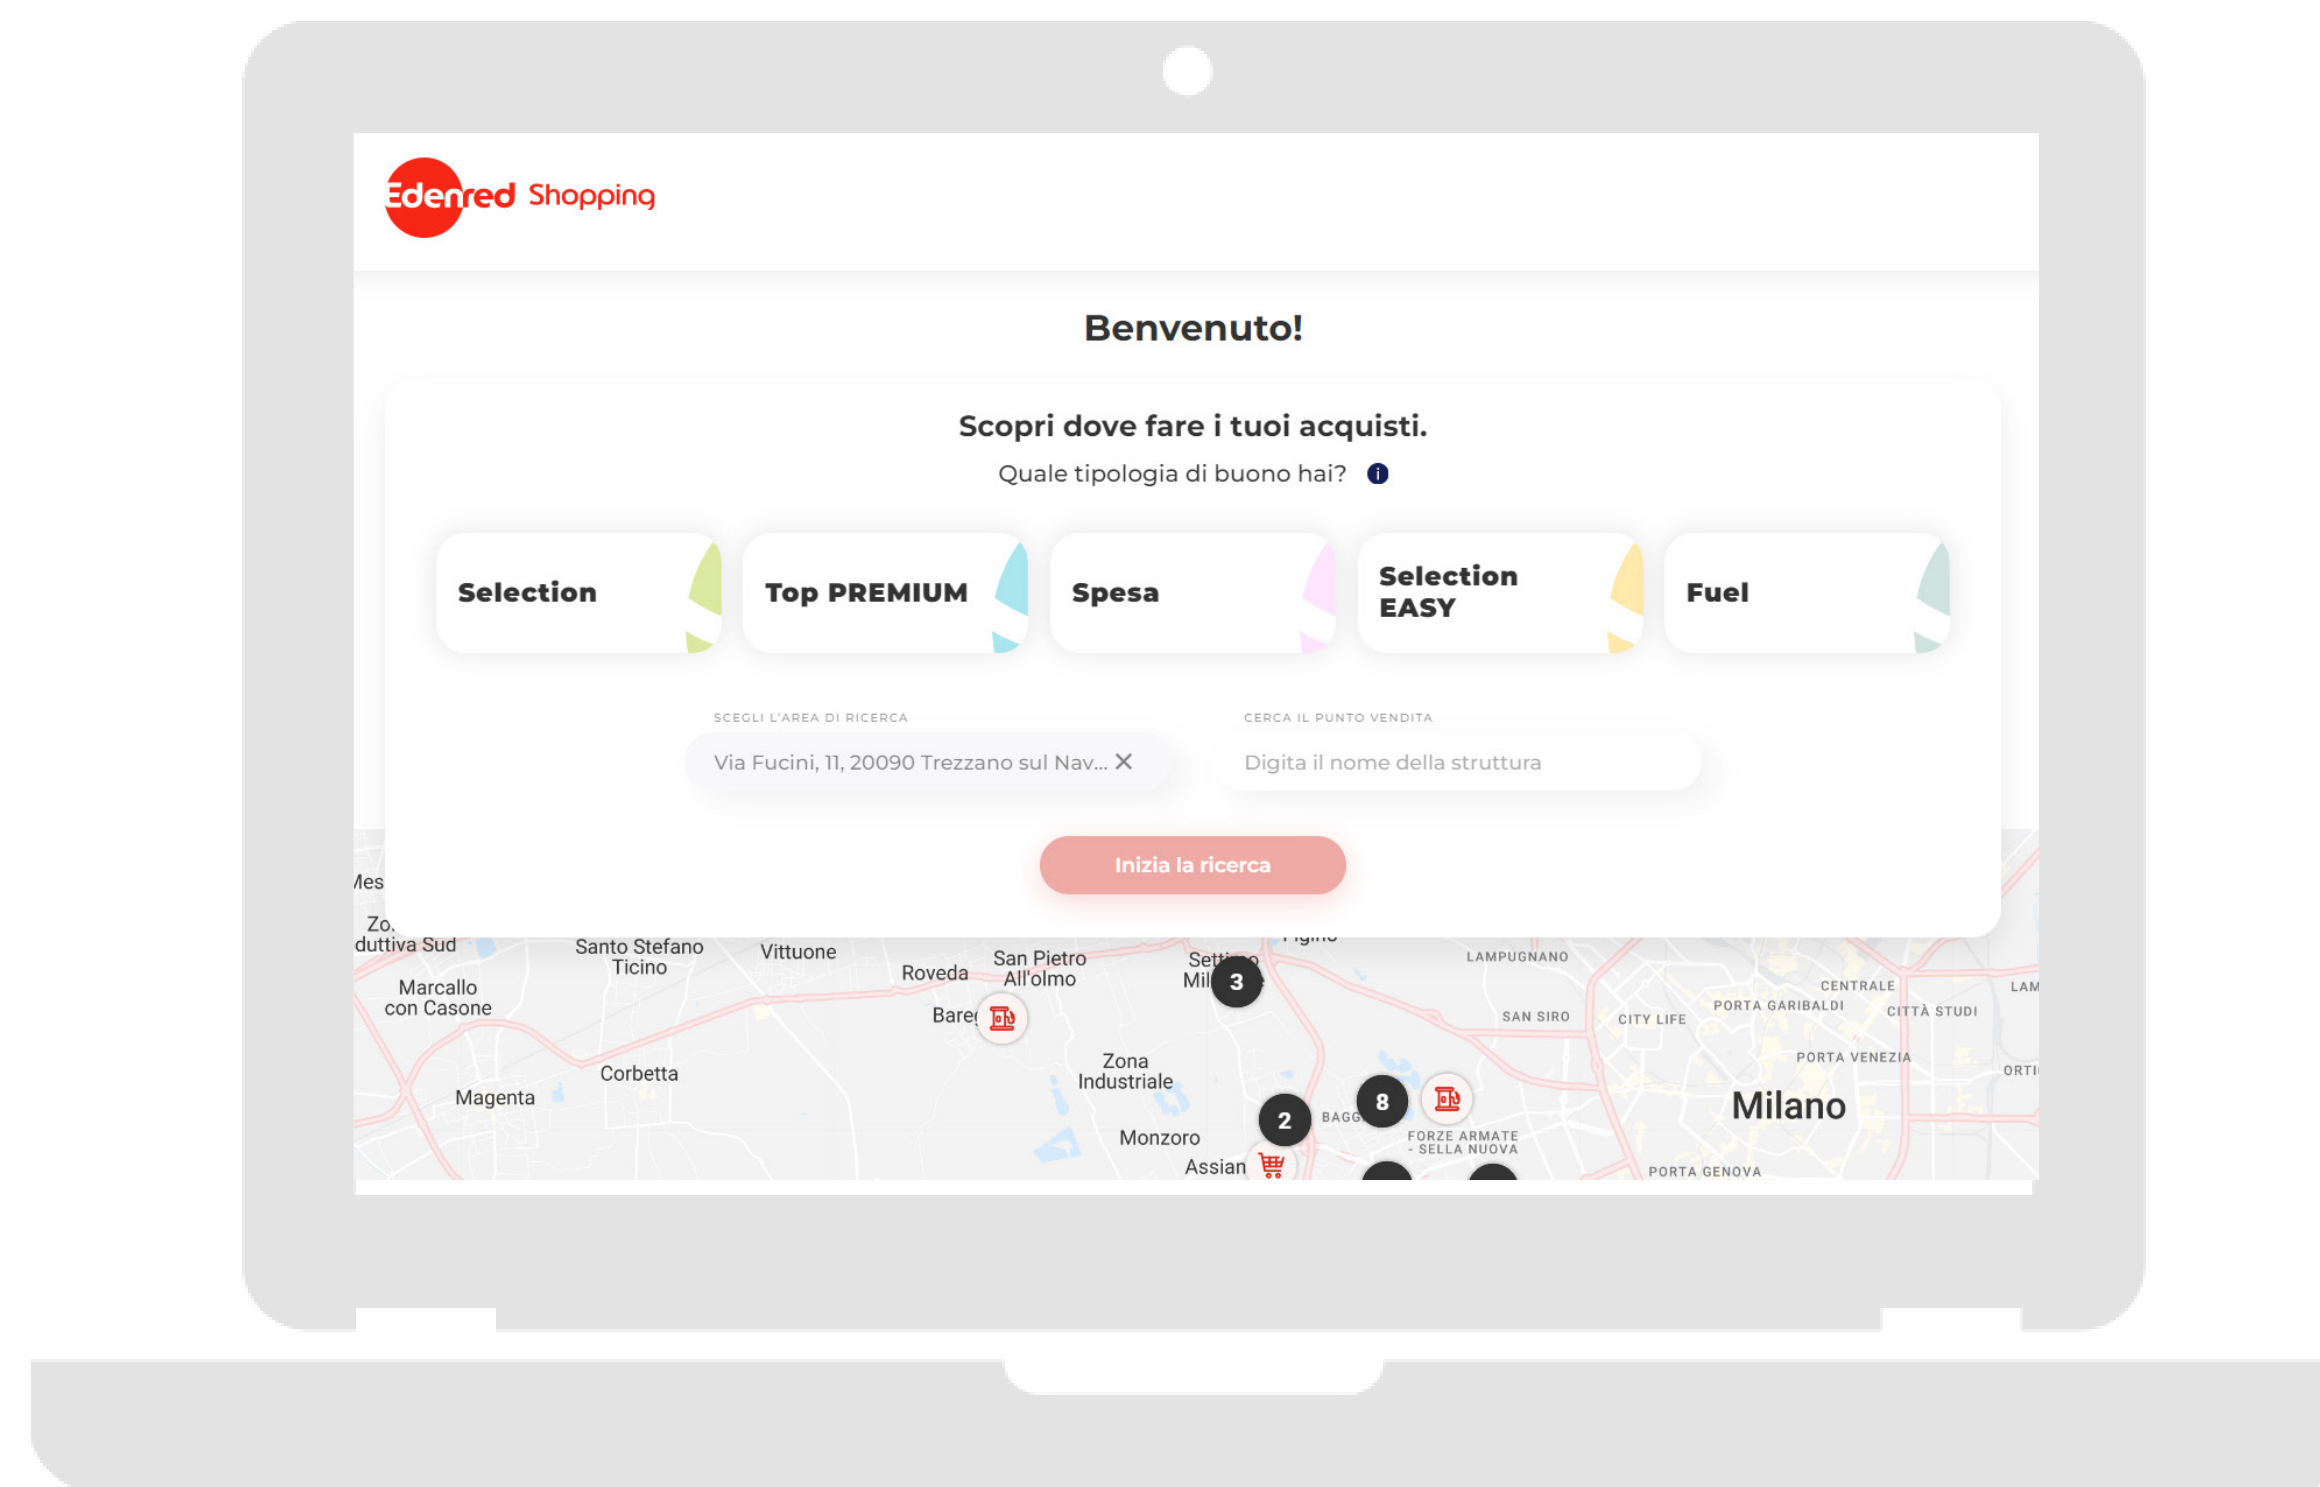 Edenred Shopping
Benvenuto!
Scopri dove fare i tuoi acquisti.
Quale tipologia di buono hai? i
Selection
Top PREMIUM
Spesa
Selection
EASY
Fuel
SCEGLI L'AREA DI RICERCA
CERCA IL PUNTO VENDITA
Via Fucini, 11, 20090 Trezzano sul Nav...
Digita il nome della struttura
Inizia la ricerca
duttiva Sud
Santo Stefano
Ticino
Vittuone
Roveda
San Pietro
All'olmo
3
LAMPUGNANO
Marcallo
con Casone
CENTRALE
PORTA GARIBALDI
CITTÀ STUDI
SAN SIRO
CITY LIFE
PORTA VENEZIA
Zona
Industriale
Corbetta
Magenta
8
2
Milano
FORZE ARMATE
- SELLA NUOVA
Monzoro
Assian
PORTA GENOVA